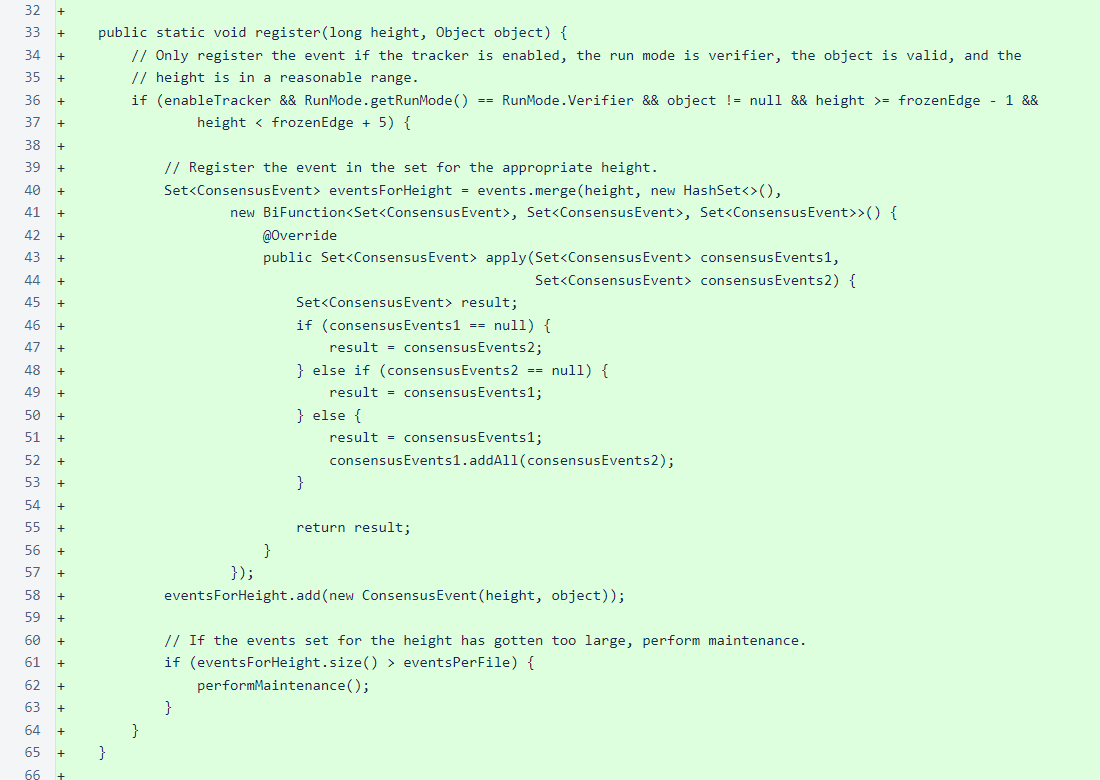 32 +
33 + public static void register(long height, Object object) {
34 + // Only register the event if the tracker is enabled, the run mode is verifier, the object is valid, and the
35 + // height is in a reasonable range.
36 + if (enableTracker && RunMode.getRunMode() == RunMode.Verifier && object != null && height >= frozenEdge - 1 &&
37 + height < frozenEdge + 5) {
38 +
39 + // Register the event in the set for the appropriate height.
40 + Set<ConsensusEvent> eventsForHeight = events.merge(height, new HashSet<>(),
41 + new BiFunction<Set<ConsensusEvent>, Set<ConsensusEvent>, Set<ConsensusEvent>>() {
42 + @Override
43 + public Set<ConsensusEvent> apply(Set<ConsensusEvent> consensusEvents1,
44 + Set<ConsensusEvent> consensusEvents2) {
45 + Set<ConsensusEvent> result;
46 + if (consensusEvents1 == null) {
47 + result = consensusEvents2;
48 + } else if (consensusEvents2 == null) {
49 + result = consensusEvents1;
50 + } else {
51 + result = consensusEvents1;
52 + consensusEvents1.addAll(consensusEvents2);
53 + }
54 +
55 + return result;
56 + }
57 + });
58 + eventsForHeight.add(new ConsensusEvent(height, object));
59 +
60 + // If the events set for the height has gotten too large, perform maintenance.
61 + if (eventsForHeight.size() > eventsPerFile) {
62 + performMaintenance();
63 + }
64 + }
65 + }
66 +